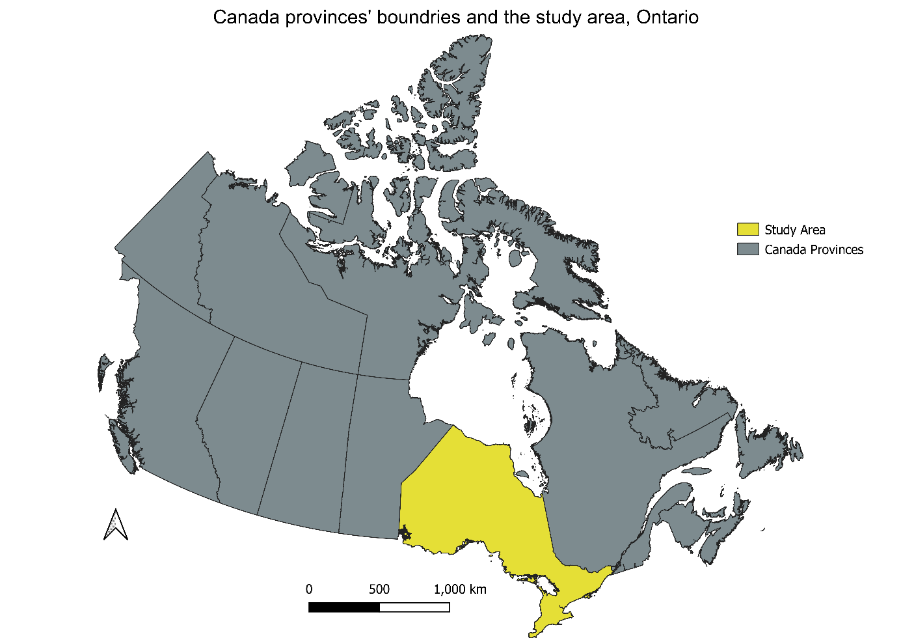 Canada provinces' boundries and the study area, Ontario
Study Area
Canada Provinces
0 500 1,000 km